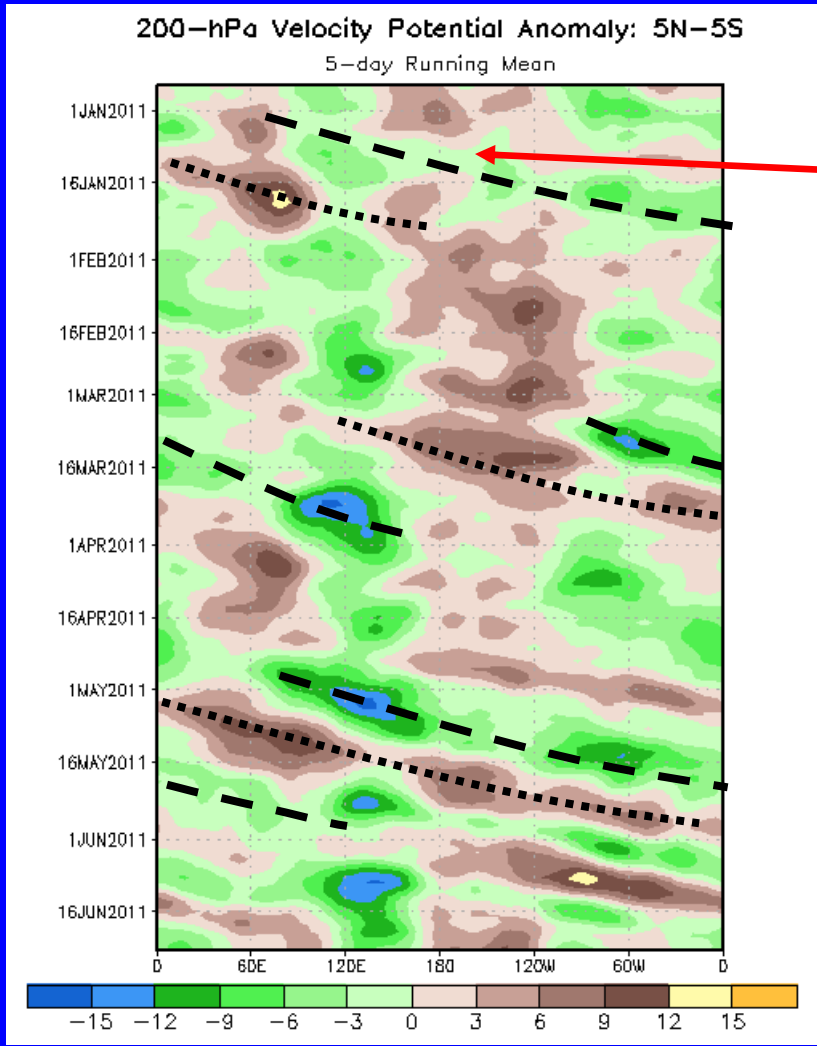 200-hPa Velocity Potential Anomaly: 5N-5S
5-day Running Mean
1JAN2011
16JAN2011
1FEB2011
16FEB2011
1MAR2011
16MAR2011
1APR2011
16APR2011
1MAY2011
16MAY2011
1JUN2011
16JUN2011
0 60E 120E 180 120W 60W 0
-15 -12 -9 -6 -3 0 3 6 9 12 15